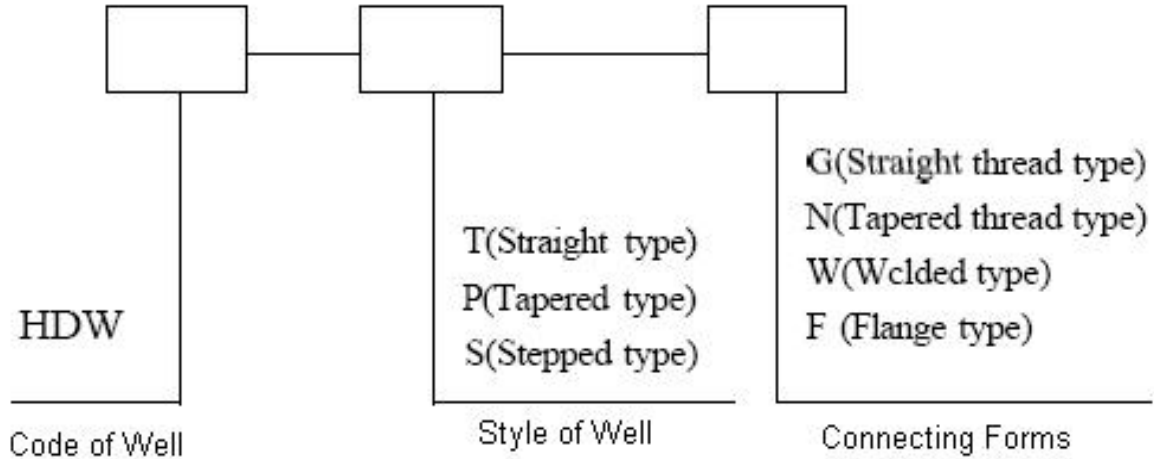 HDW
Code of Well
T(Straight type)
P(Tapered type)
S(Stepped type)
Style of Well
G(Straight thread type)
N(Tapered thread type)
W(Wclded type)
F (Flange type)
Connecting Forms